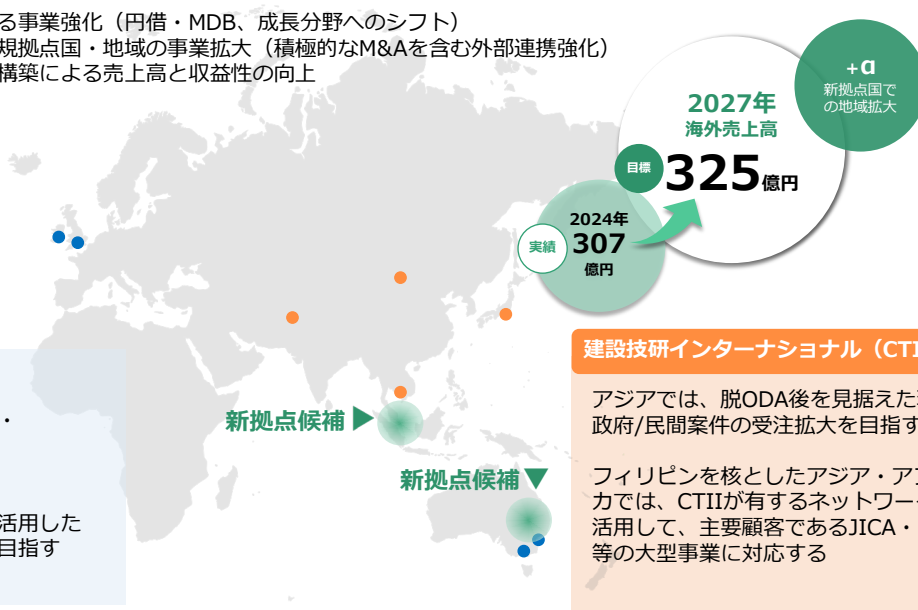 る事業強化（円借・MDB、成長分野へのシフト）
規拠点国・地域の事業拡大（積極的なM&Aを含む外部連携強化）
構築による売上高と収益性の向上
+α
新拠点国で
の地域拡大
2027年
海外売上高
目標
325億円
2024年
実績
307
億円
建設技研インターナショナル（CTI
アジアでは、脱ODA後を見据えた
政府/民間案件の受注拡大を目指す
・
新拠点候補▶
新拠点候補▼
フィリピンを核としたアジア・ア
カでは、CTIIが有するネットワー
活用して、主要顧客であるJICA・
等の大型事業に対応する
活用した
目指す